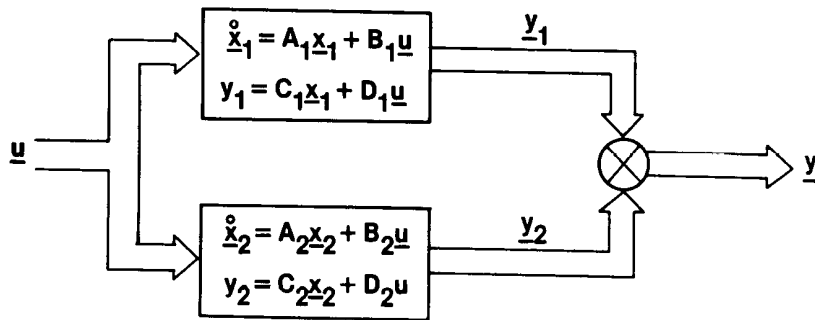 y₁
x̊₁ = A₁x₁ + B₁u
y₁ = C₁x₁ + D₁u
u
y
y₂
x̊₂ = A₂x₂ + B₂u
y₂ = C₂x₂ + D₂u